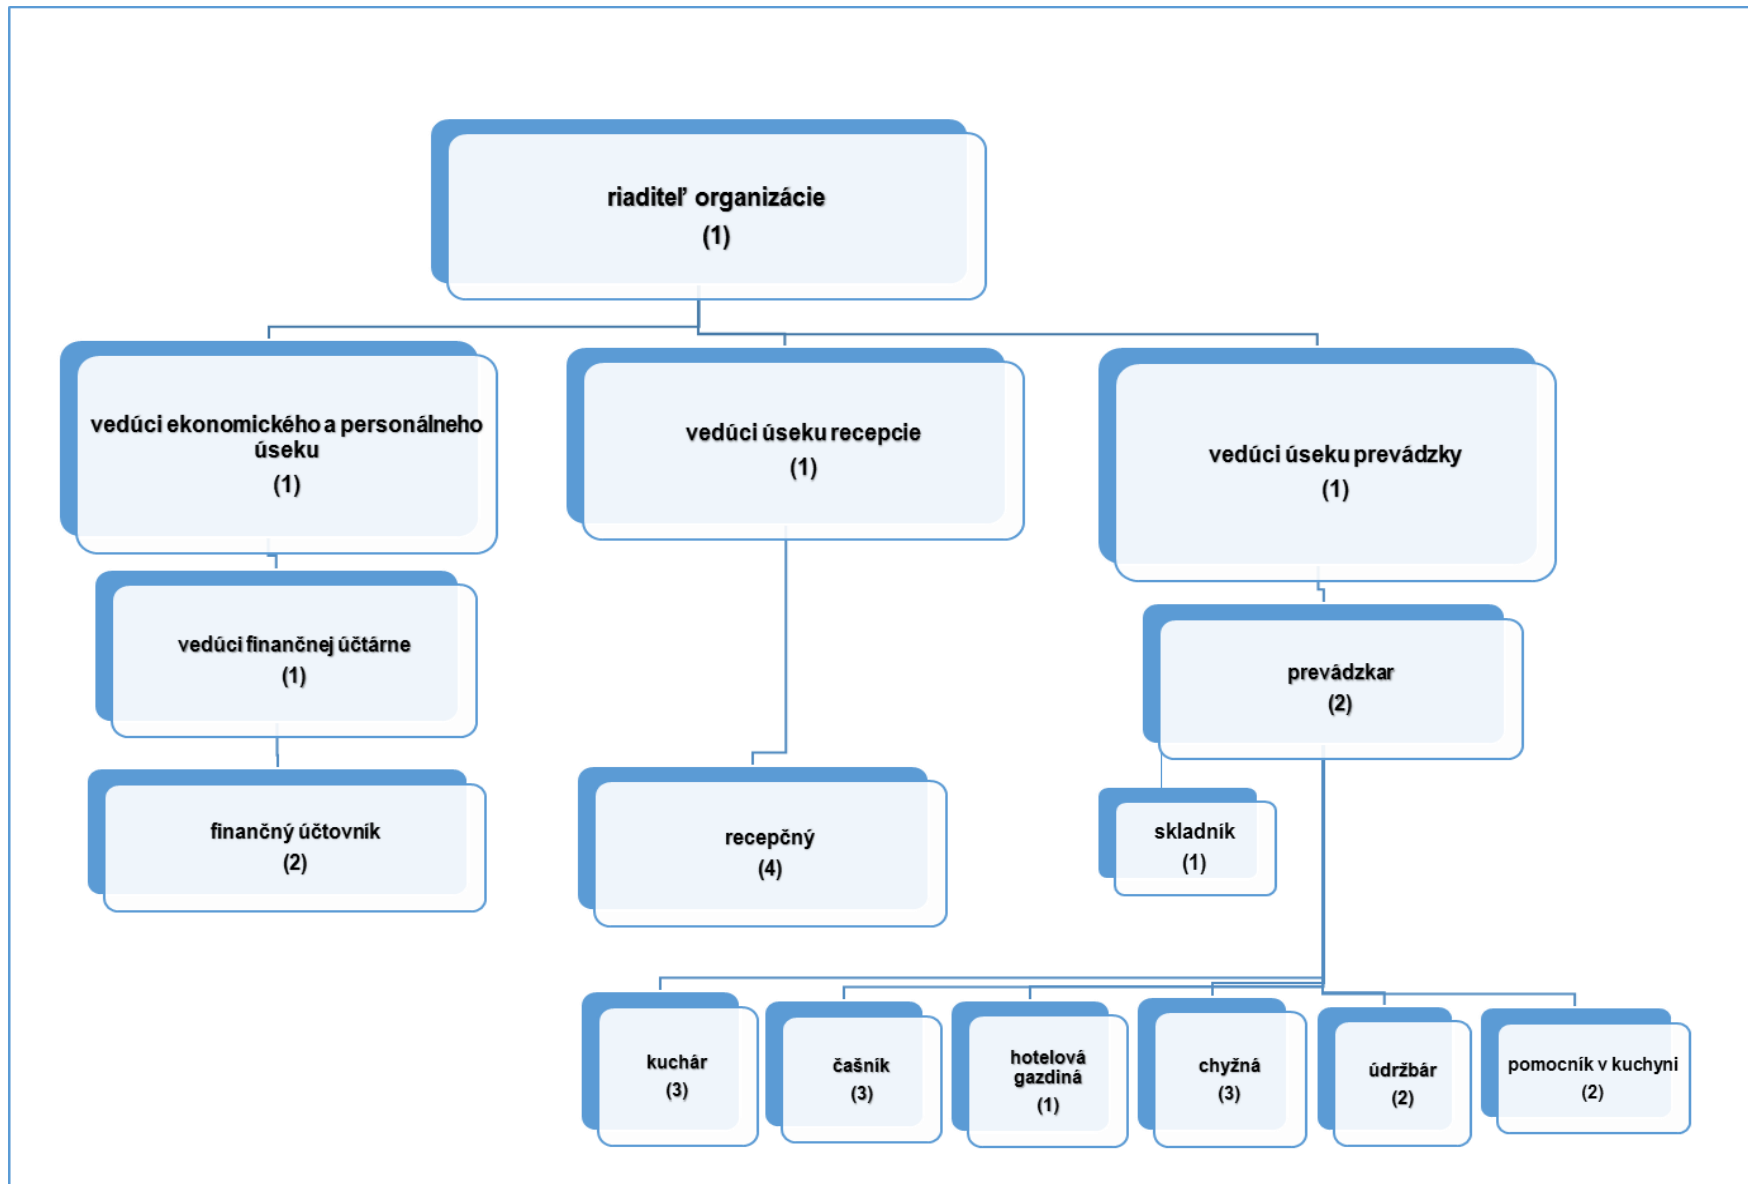 riaditeľ organizácie
(1)
vedúci ekonomického a personálneho
úseku
(1)
vedúci úseku recepcie
(1)
vedúci úseku prevádzky
(1)
vedúci finančnej účtárne
(1)
prevádzkar
(2)
finančný účtovník
(2)
recepčný
(4)
skladník
(1)
kuchár
(3)
čašník
(3)
hotelová
gazdiná
(1)
chyžná
(3)
údržbár
(2)
pomocník v kuchyni
(2)